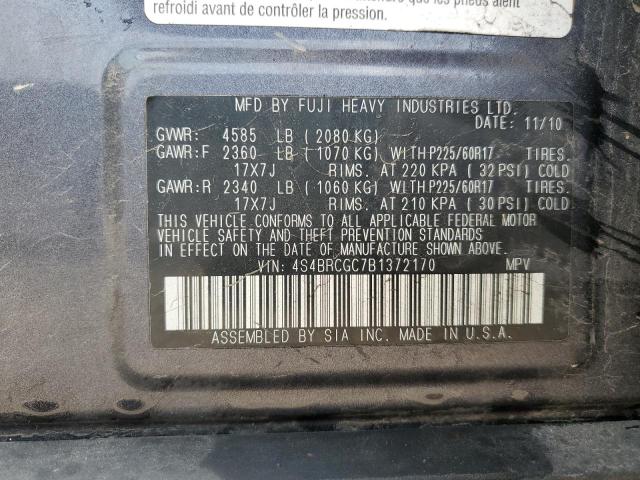 que les pneus aient
refroidi avant de contrôler la pression.
MFD BY FUJI HEAVY INDUSTRIES LTD.
DATE: 11/10
GVWR: 4585 LB (2080 KG)
GAWR:F 2360 LB (1070 KG) WITH P225/60R17 TIRES.
17X7J RIMS. AT 220 KPA (32 PSI) COLD
GAWR:R 2340 LB (1060 KG) WITH P225/60R17 TIRES.
17X7J RIMS. AT 210 KPA (30 PSI) COLD
THIS VEHICLE CONFORMS TO ALL APPLICABLE FEDERAL MOTOR
VEHICLE SAFETY AND THEFT PREVENTION STANDARDS
IN EFFECT ON THE DATE OF MANUFACTURE SHOWN ABOVE.
VIN: 4S4BRCGC7B1372170 MPV
ASSEMBLED BY SIA INC. MADE IN U.S.A.